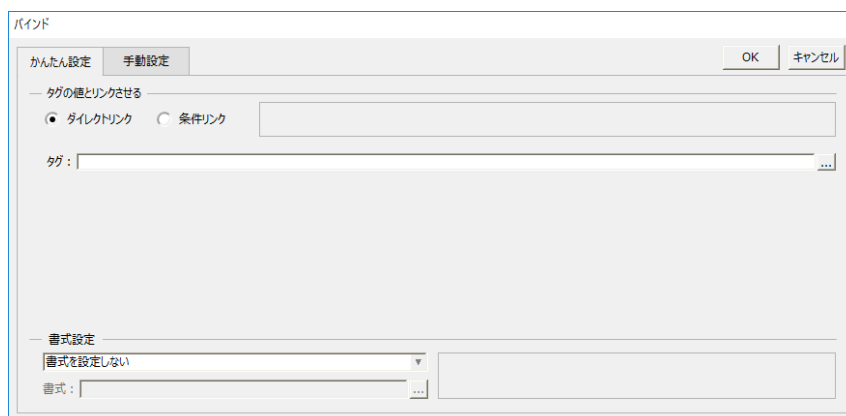 バインド
かんたん設定 手動設定 OK キャンセル
タグの値とリンクさせる
ダイレクトリンク 条件リンク
タグ : ...
書式設定
書式を設定しない
書式 : ...